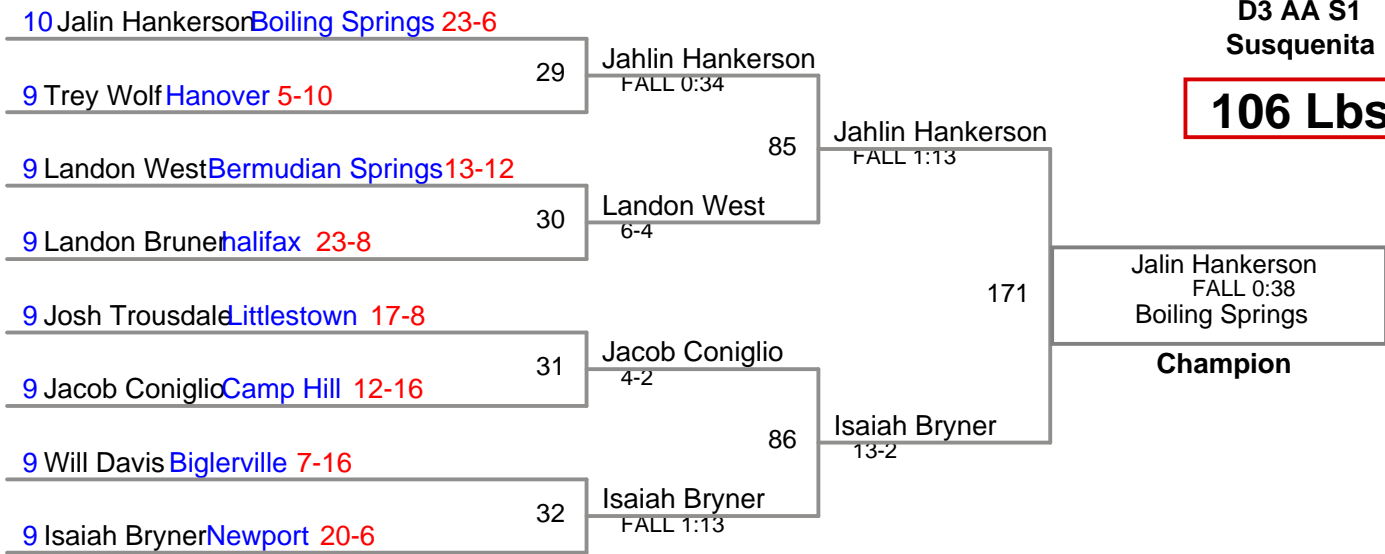 10 Jalin Hankerson Boiling Springs 23-6
9 Trey Wolf Hanover 5-10
9 Landon West Bermudian Springs 13-12
9 Landon Bruner halifax 23-8
9 Josh Trousdale Littlestown 17-8
9 Jacob Coniglio Camp Hill 12-16
9 Will Davis Biglerville 7-16
9 Isaiah Bryner Newport 20-6
29
30
31
32
Jahlin Hankerson
FALL 0:34
Landon West
6-4
Jacob Coniglio
4-2
Isaiah Bryner
FALL 1:13
85
86
Jahlin Hankerson
FALL 1:13
Isaiah Bryner
13-2
171
D3 AA S1
Susquenita
106 Lbs
Jalin Hankerson
FALL 0:38
Boiling Springs
Champion